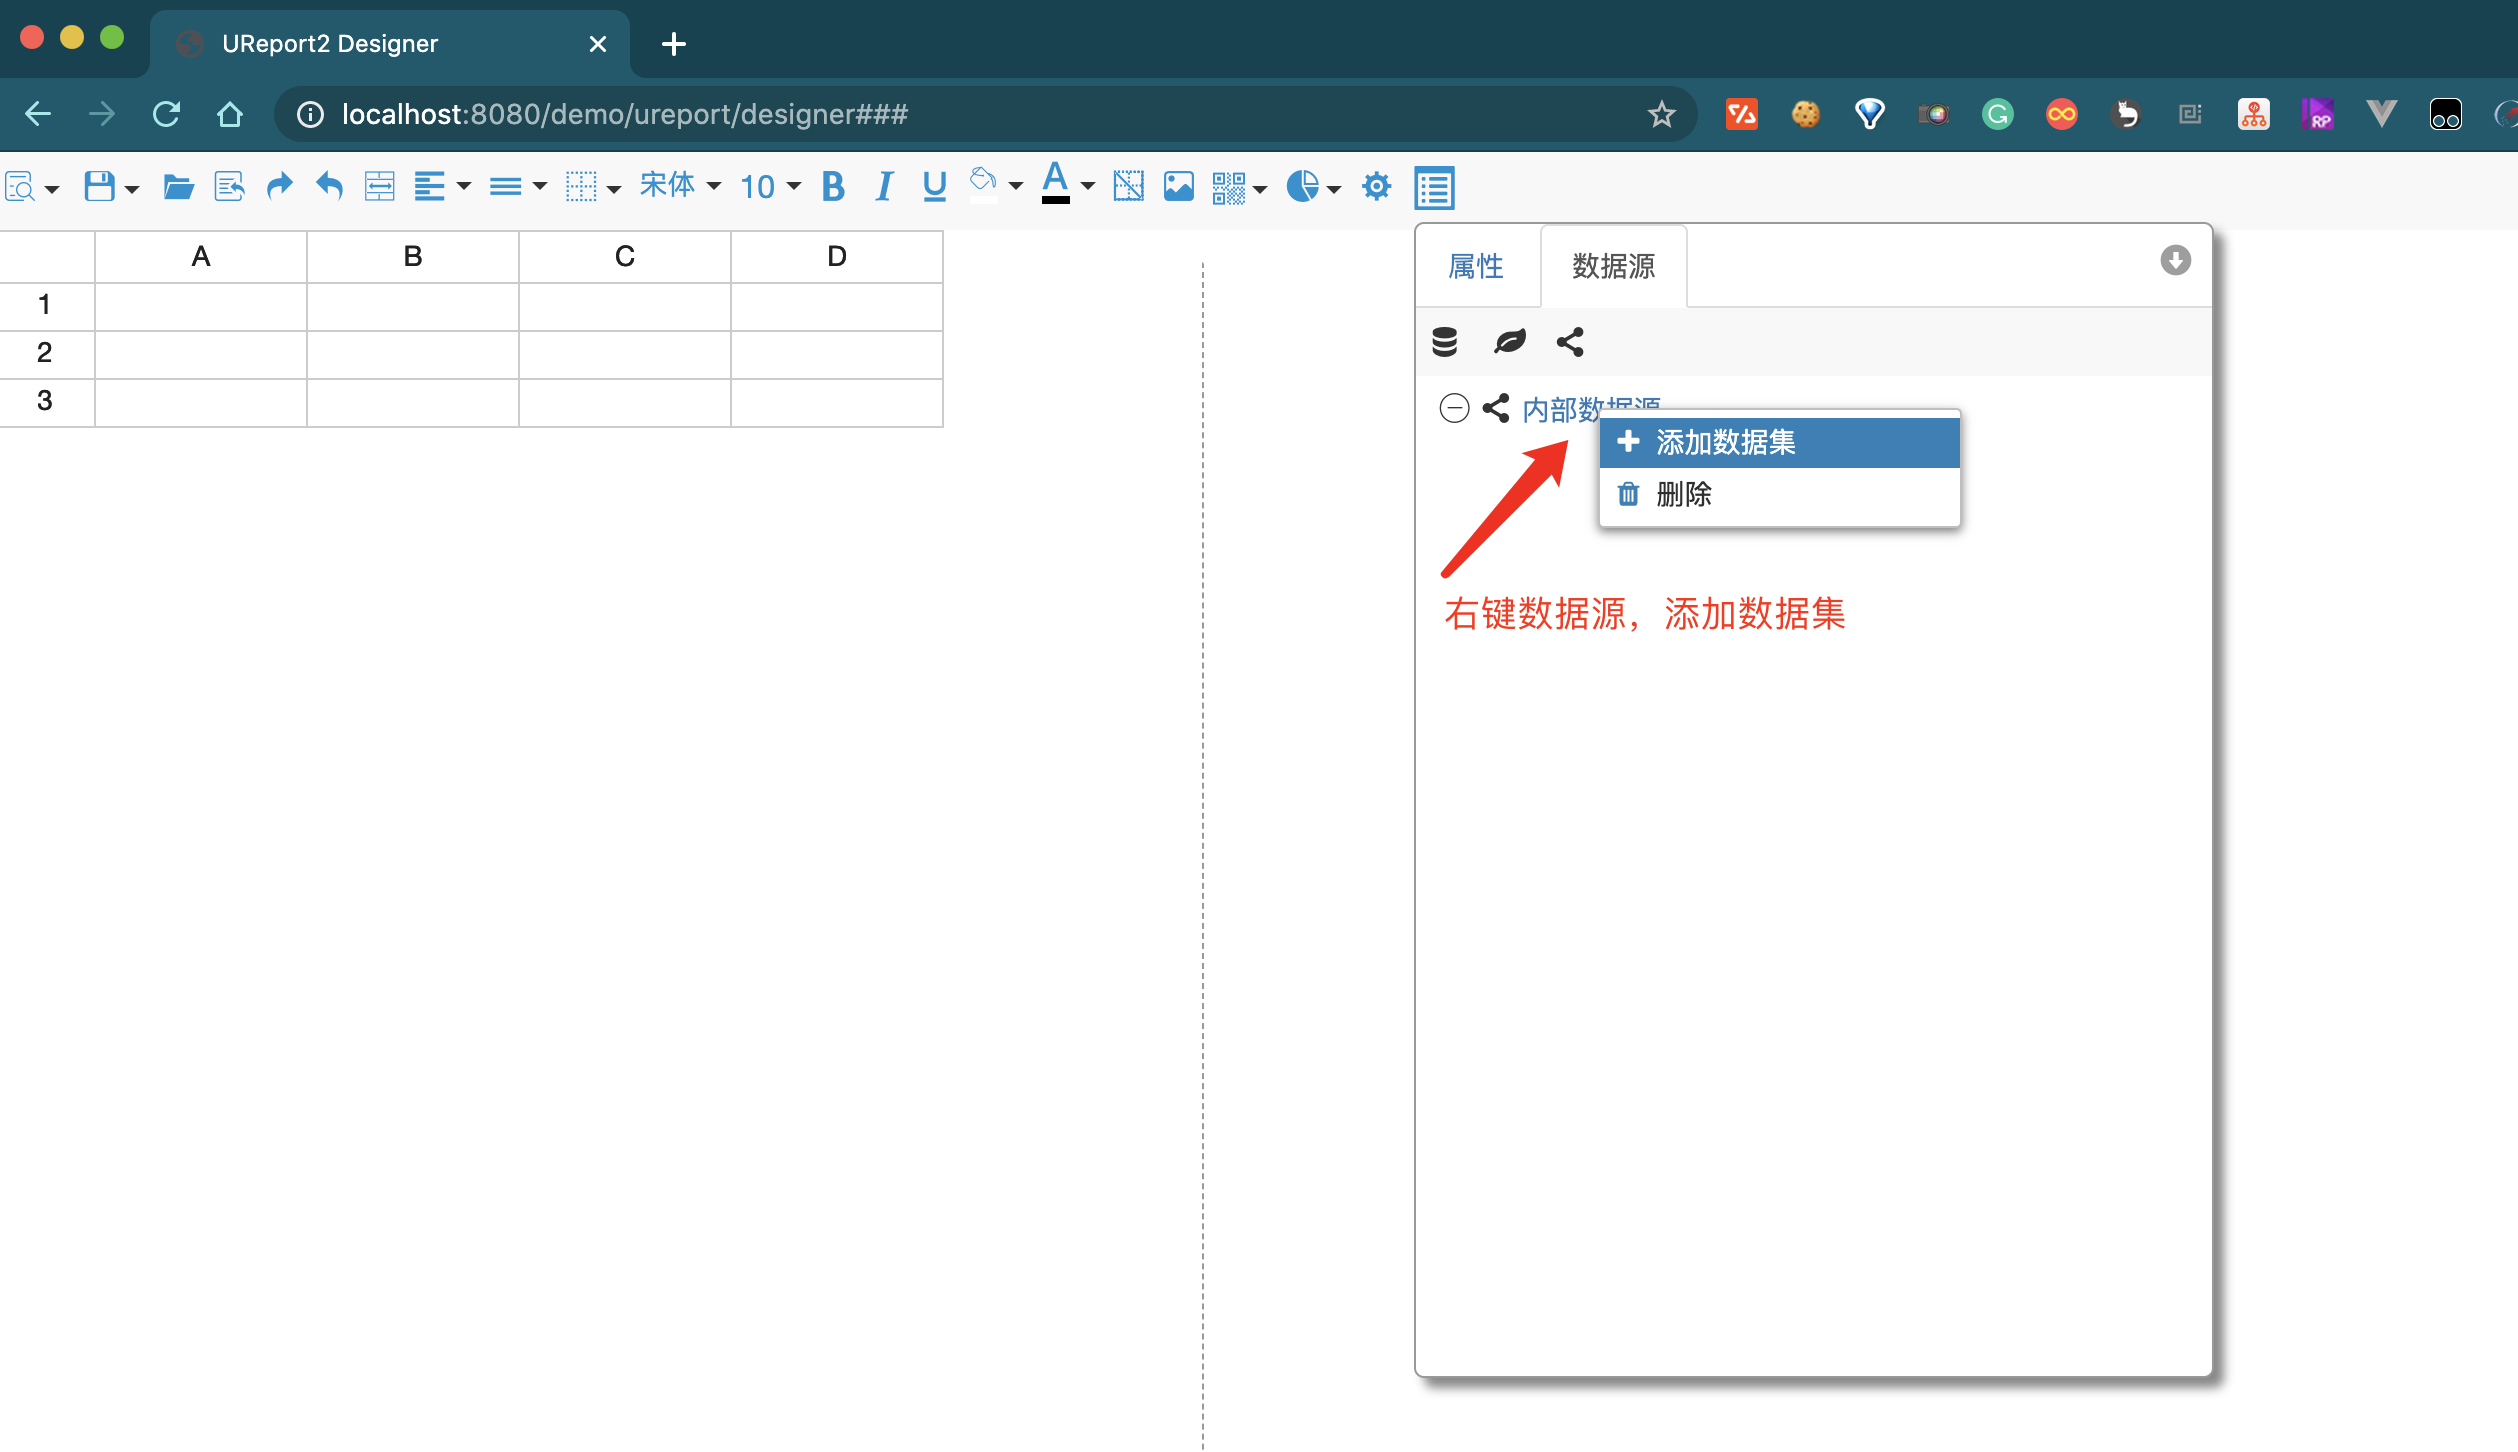 UReport2 Designer
localhost:8080/demo/ureport/designer###
宋体 10 B I U A
属性 数据源
A B C D
1
2
3
内部数据源
添加数据集
删除
右键数据源，添加数据集